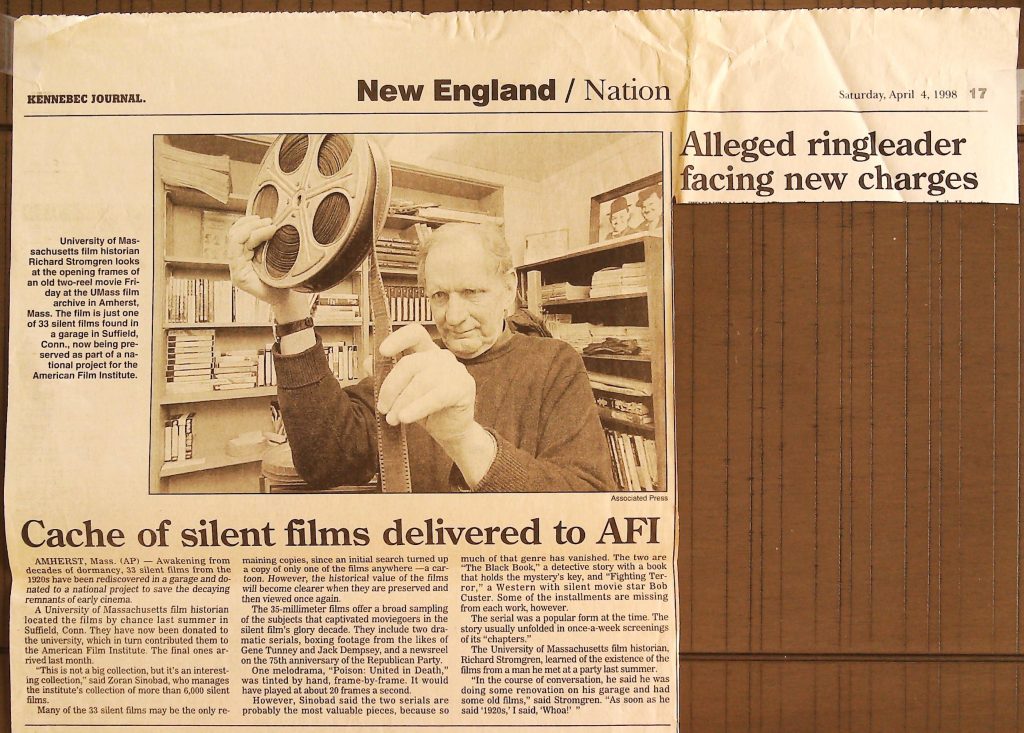 KENNEBEC JOURNAL.
New England / Nation
Saturday, April 4, 1998 17
Alleged ringleader
facing new charges
University of Mas-
sachusetts film historian
Richard Stromgren looks
at the opening frames of
an old two-reel movie Fri-
day at the UMass film
archive in Amherst,
Mass. The film is just one
of 33 silent films found in
a garage in Suffield,
Conn., now being pre-
served as part of a na-
tional project for the
American Film Institute.
Associated Press
Cache of silent films delivered to AFI
AMHERST, Mass. (AP) — Awakening from
decades of dormancy, 33 silent films from the
1920s have been rediscovered in a garage and do-
nated to a national project to save the decaying
remnants of early cinema.
A University of Massachusetts film historian
located the films by chance last summer in
Suffield, Conn. They have now been donated to
the university, which in turn contributed them to
the American Film Institute. The final ones ar-
rived last month.
"This is not a big collection, but it's an interest-
ing collection," said Zoran Sinobad, who manages
the institute's collection of more than 6,000 silent
films.
Many of the 33 silent films may be the only re-
maining copies, since an initial search turned up
a copy of only one of the films anywhere — a car-
toon. However, the historical value of the films
will become clearer when they are preserved and
then viewed once again.
The 35-millimeter films offer a broad sampling
of the subjects that captivated moviegoers in the
silent film's glory decade. They include two dra-
matic serials, boxing footage from the likes of
Gene Tunney and Jack Dempsey, and a newsreel
on the 75th anniversary of the Republican Party.
One melodrama, "Poison: United in Death,"
was tinted by hand, frame-by-frame. It would
have played at about 20 frames a second.
However, Sinobad said the two serials are
probably the most valuable pieces, because so
much of that genre has vanished. The two are
"The Black Book," a detective story with a book
that holds the mystery's key, and "Fighting Ter-
ror," a Western with silent movie star Bob
Custer. Some of the installments are missing
from each work, however.
The serial was a popular form at the time. The
story usually unfolded in once-a-week screenings
of its "chapters."
The University of Massachusetts film historian,
Richard Stromgren, learned of the existence of the
films from a man he met at a party last summer.
"In the course of conversation, he said he was
doing some renovation on his garage and had
some old films," said Stromgren. "As soon as he
said '1920s,' I said, 'Whoa!' "